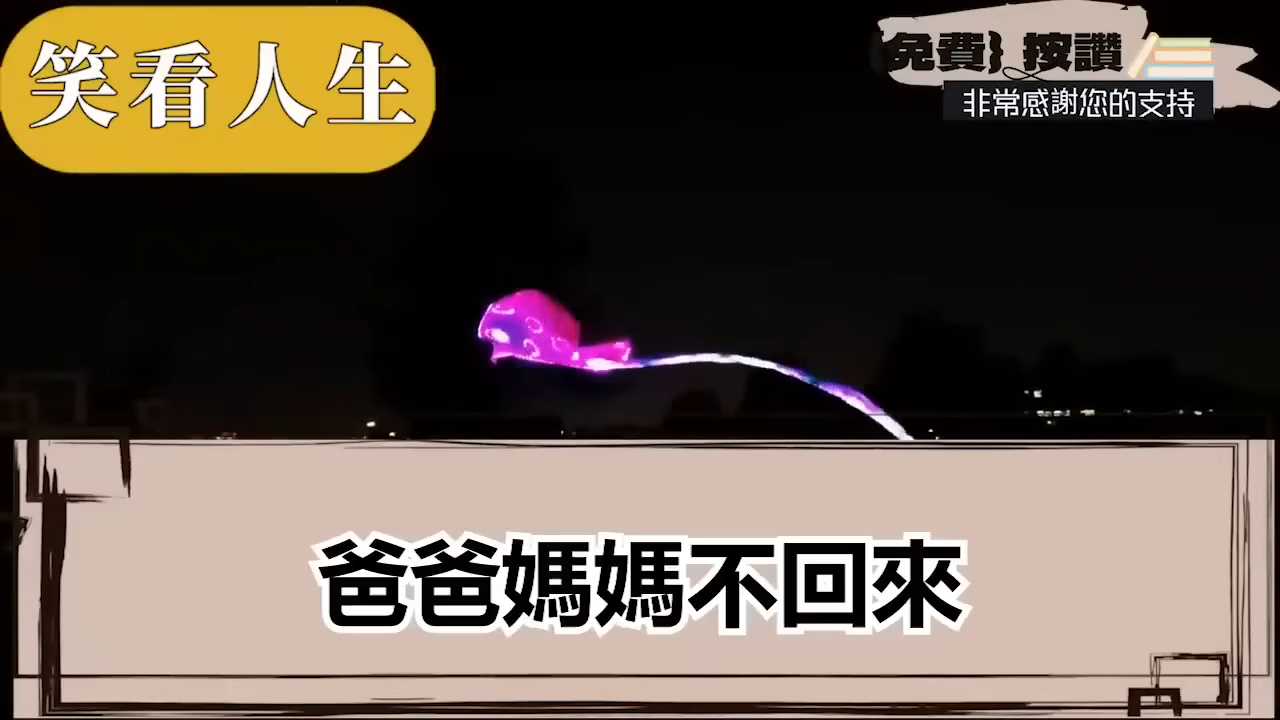 笑看人生
免費 按讚
非常感謝您的支持
爸爸媽媽不回來